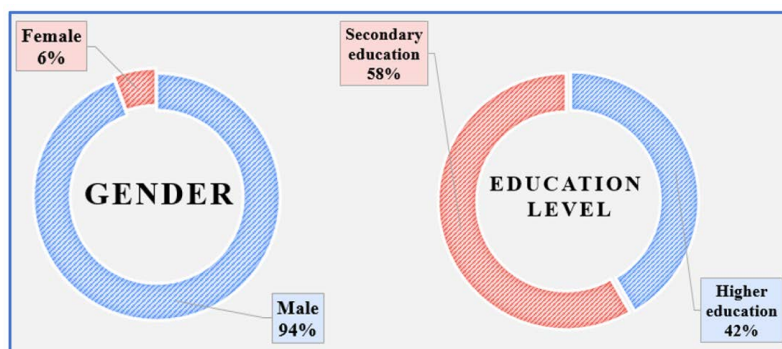 Female
6%
GENDER
Male
94%
Secondary
education
58%
EDUCATION
LEVEL
Higher
education
42%